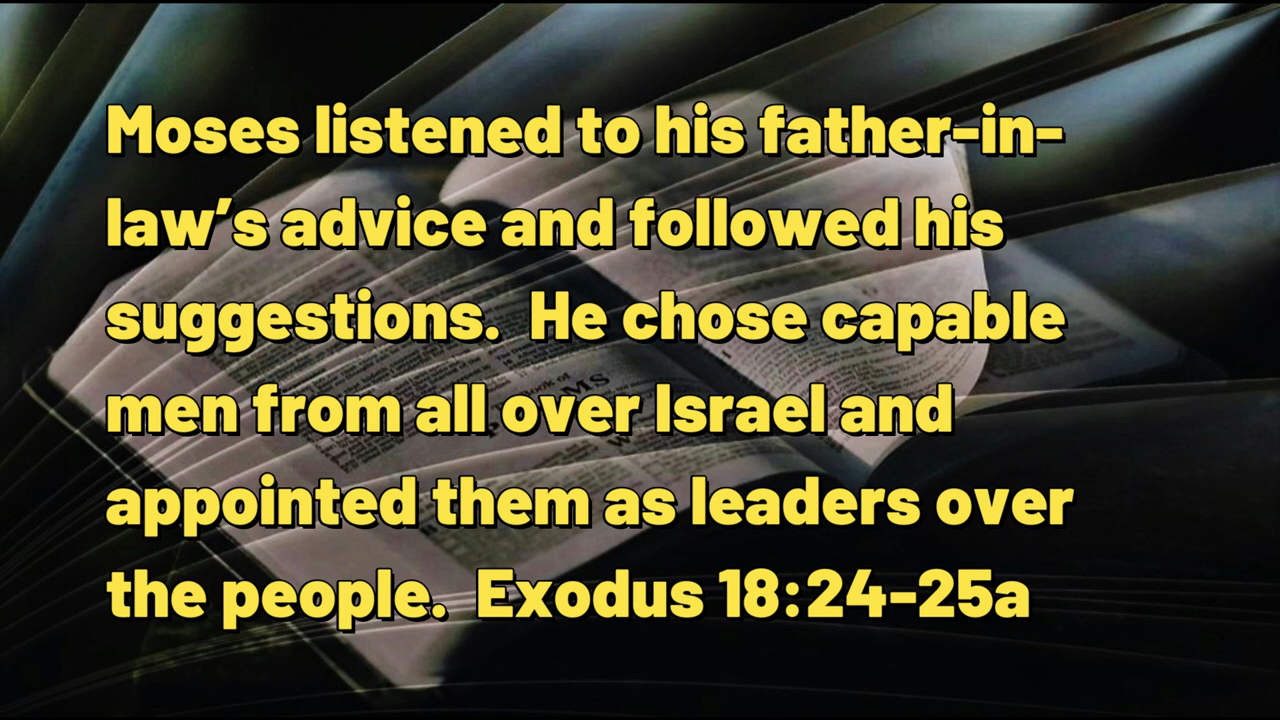 Moses listened to his father-in-
law’s advice and followed his
suggestions.  He chose capable
men from all over Israel and
appointed them as leaders over
the people.  Exodus 18:24-25a